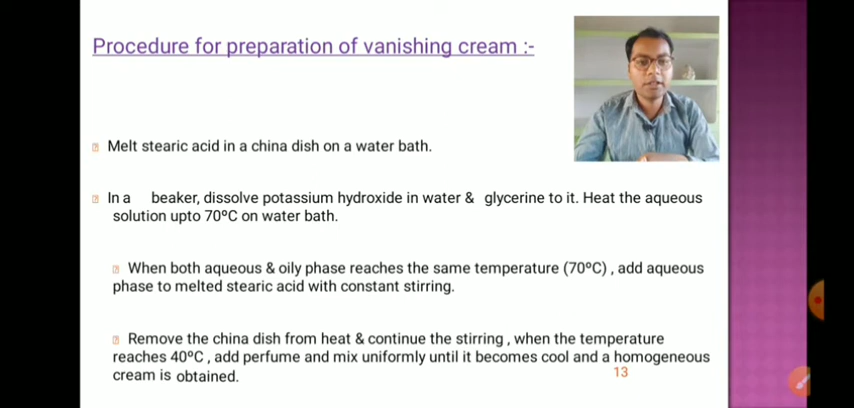 Procedure for preparation of vanishing cream :-
Melt stearic acid in a china dish on a water bath.
In a beaker, dissolve potassium hydroxide in water & glycerine to it. Heat the aqueous
solution upto 70ºC on water bath.
When both aqueous & oily phase reaches the same temperature (70ºC) , add aqueous
phase to melted stearic acid with constant stirring.
Remove the china dish from heat & continue the stirring , when the temperature
reaches 40ºC , add perfume and mix uniformly until it becomes cool and a homogeneous
cream is obtained.
13